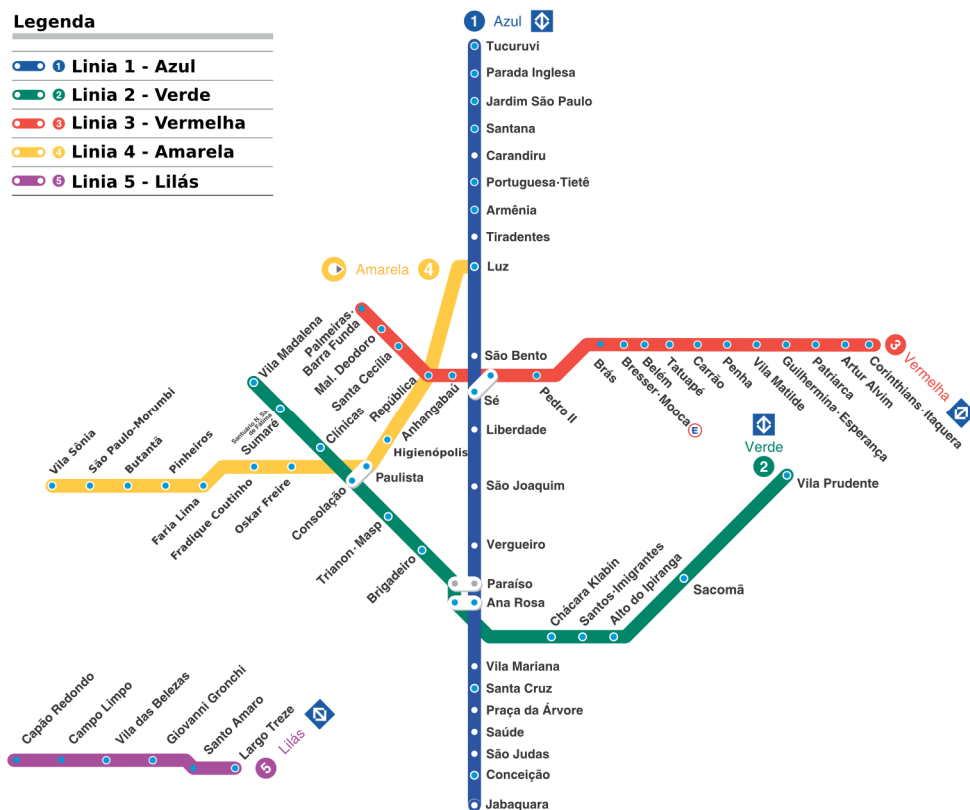 Legenda
1 Linia 1 - Azul
2 Linia 2 - Verde
3 Linia 3 - Vermelha
4 Linia 4 - Amarela
5 Linia 5 - Lilás
1 Azul
Tucuruvi
Parada Inglesa
Jardim São Paulo
Santana
Carandiru
Portuguesa·Tietê
Armênia
Tiradentes
Luz
São Bento
Sé
Liberdade
São Joaquim
Vergueiro
Paraíso
Ana Rosa
Vila Mariana
Santa Cruz
Praça da Árvore
Saúde
São Judas
Conceição
Jabaquara
Amarela 4
Higienópolis
Paulista
Oskar Freire
Fradique Coutinho
Faria Lima
Pinheiros
Butantã
São Paulo-Morumbi
Vila Sônia
Palmeiras·
Barra Funda
Mal. Deodoro
Santa Cecília
República
Anhangabaú
Pedro II
Brás
Bresser·Mooca
E
Belém
Tatuapé
Carrão
Penha
Vila Matilde
Guilhermina·Esperança
Patriarca
Artur Alvim
Corinthians·Itaquera
3 Vermelha
Vila Madalena
Santuário N. Sa.
de Fátima
Sumaré
Clínicas
Consolação
Trianon·Masp
Brigadeiro
Chácara Klabin
Santos·Imigrantes
Alto do Ipiranga
Sacomã
Vila Prudente
Verde
2
Capão Redondo
Campo Limpo
Vila das Belezas
Giovanni Gronchi
Santo Amaro
Largo Treze
5 Lilás